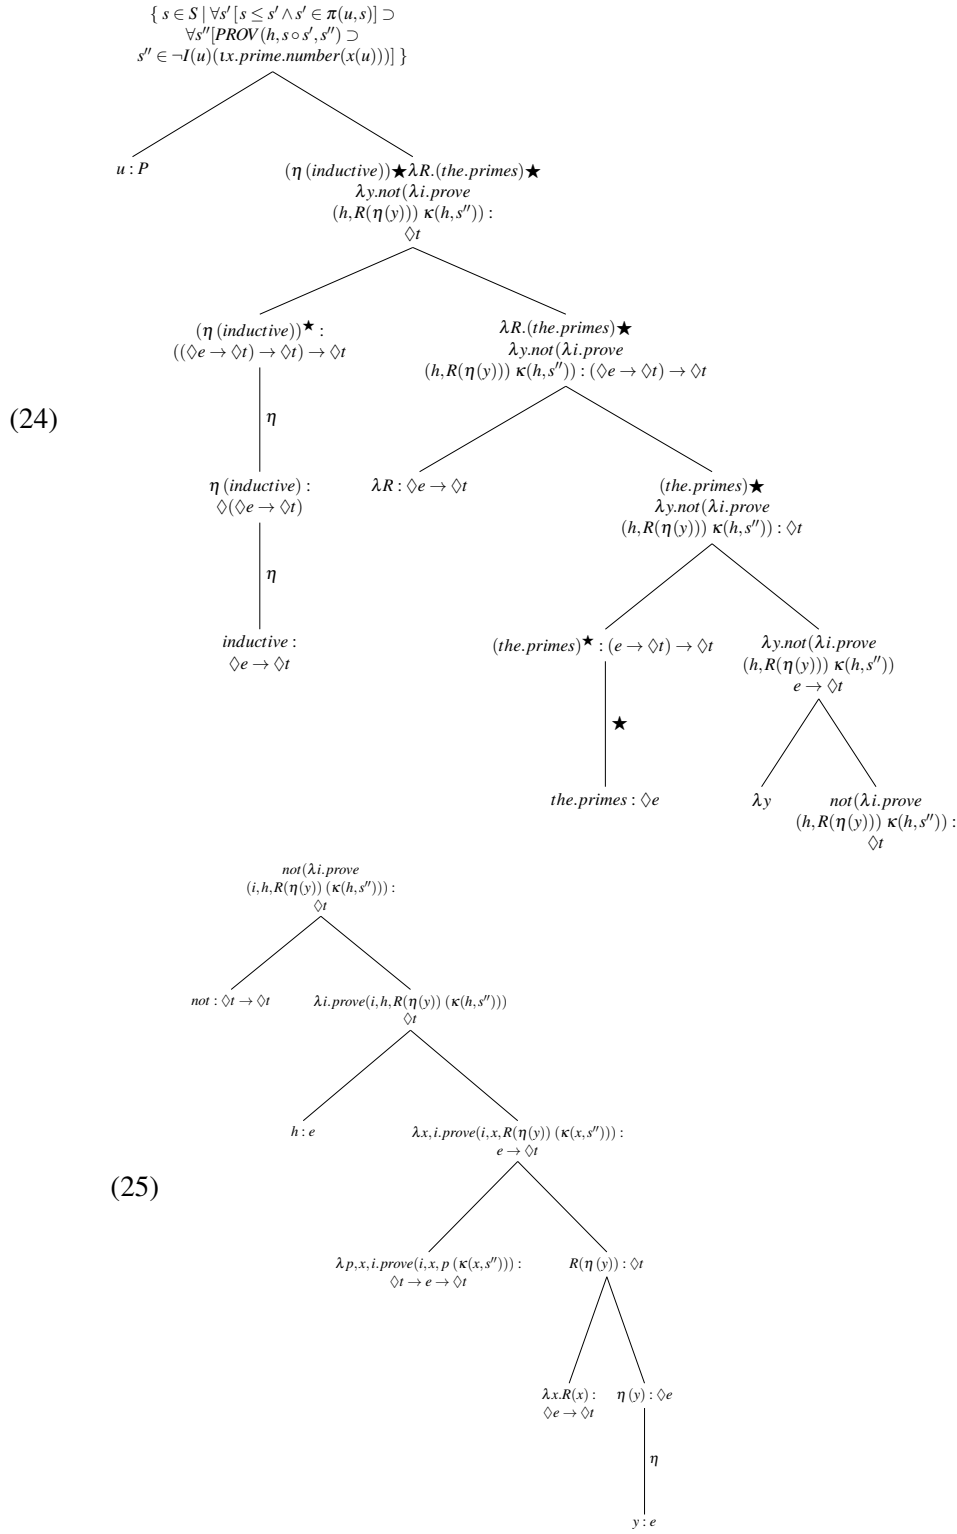 { s ∈ S | ∀s′ [s ≤ s′ ∧ s′ ∈ π(u,s)] ⊃
∀s″[PROV(h, s∘s′, s″) ⊃
s″ ∈ ¬I(u)(ιx.prime.number(x(u)))] }
u : P
(η (inductive))★λR.(the.primes)★
λy.not(λi.prove
(h,R(η(y))) κ(h,s″)) :
◊t
(η (inductive))★ :
((◊e → ◊t) → ◊t) → ◊t
λR.(the.primes)★
λy.not(λi.prove
(h,R(η(y))) κ(h,s″)) : (◊e → ◊t) → ◊t
(24)
η
η (inductive) :
◊(◊e → ◊t)
λR : ◊e → ◊t
(the.primes)★
λy.not(λi.prove
(h,R(η(y))) κ(h,s″)) : ◊t
η
inductive :
◊e → ◊t
(the.primes)★ : (e → ◊t) → ◊t
λy.not(λi.prove
(h,R(η(y))) κ(h,s″))
e → ◊t
★
the.primes : ◊e
λy
not(λi.prove
(h,R(η(y))) κ(h,s″)) :
◊t
not(λi.prove
(i,h,R(η(y)) (κ(h,s″))) :
◊t
not : ◊t → ◊t
λi.prove(i,h,R(η(y)) (κ(h,s″)))
◊t
h : e
λx,i.prove(i,x,R(η(y)) (κ(x,s″))) :
e → ◊t
(25)
λp,x,i.prove(i,x,p (κ(x,s″))) :
◊t → e → ◊t
R(η (y)) : ◊t
λx.R(x) :
◊e → ◊t
η (y) : ◊e
η
y : e